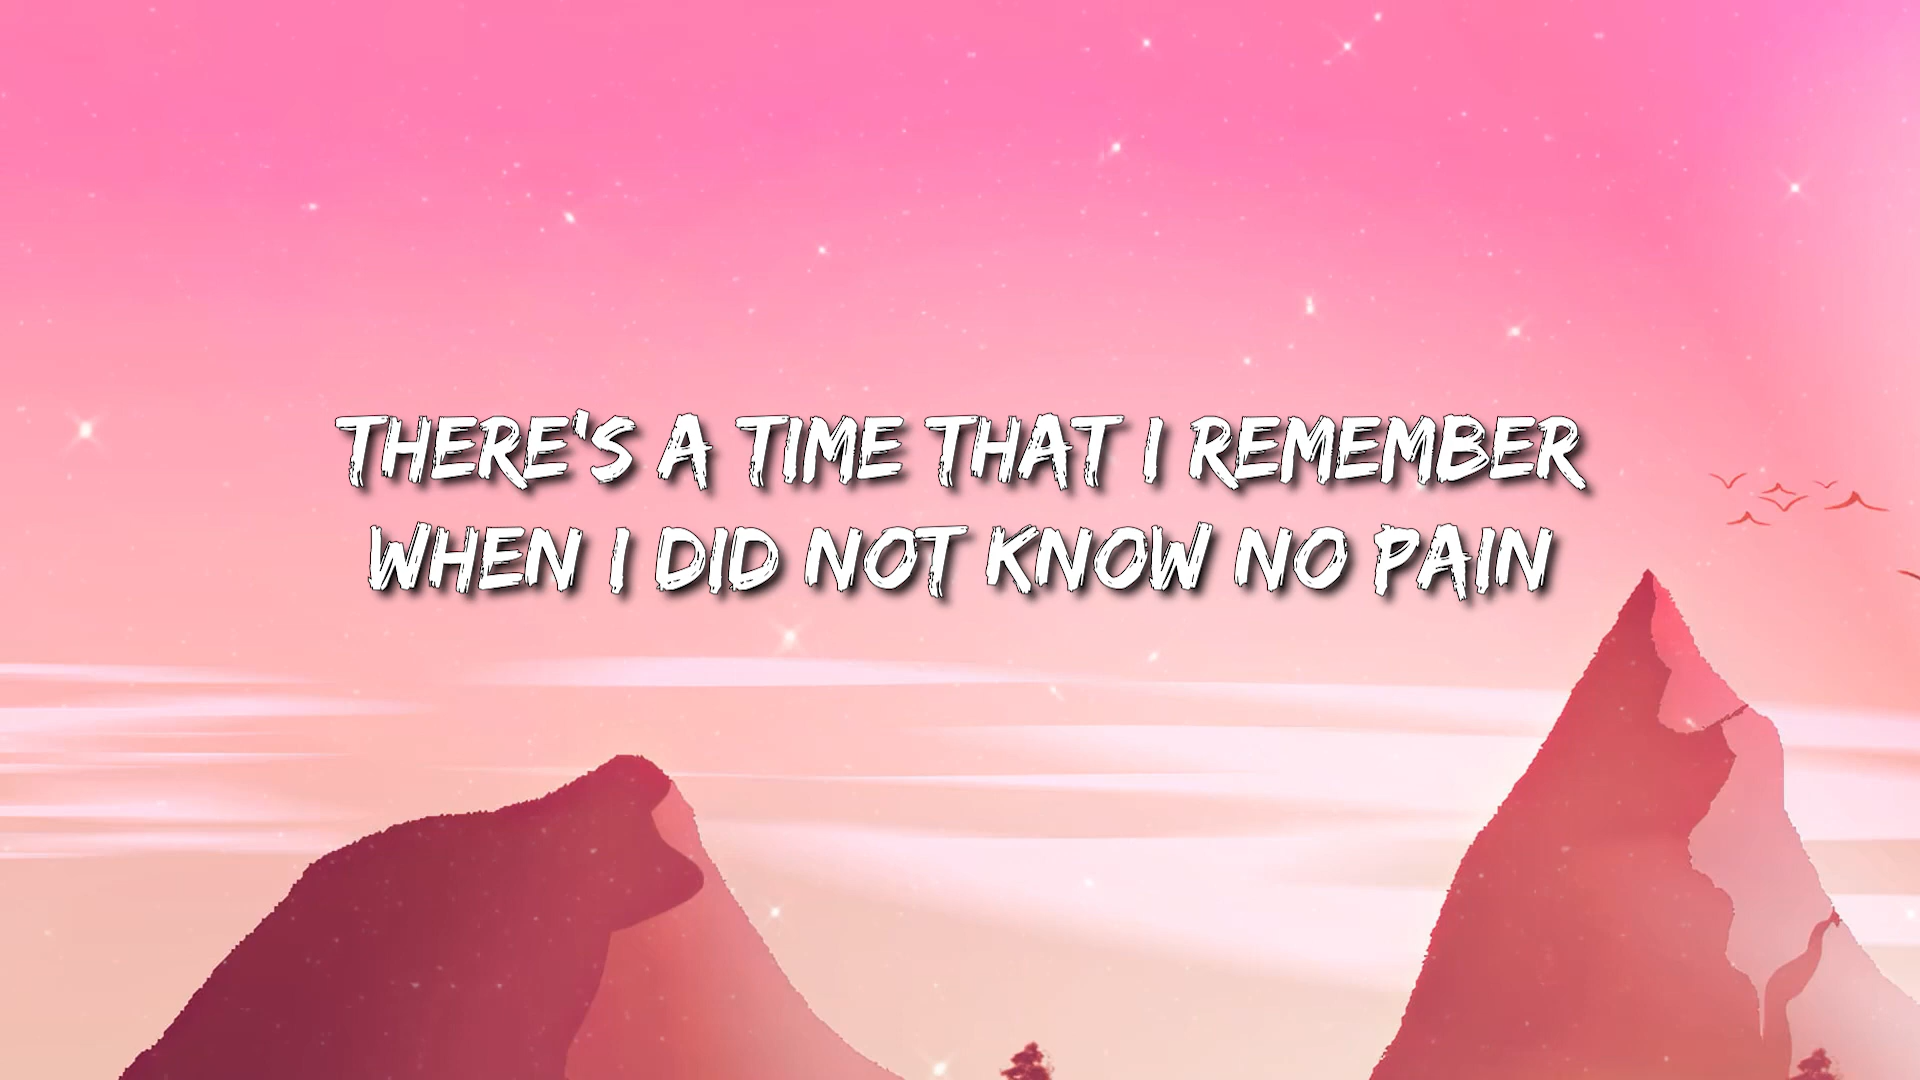 THERE'S A TIME THAT I REMEMBER
WHEN I DID NOT KNOW NO PAIN